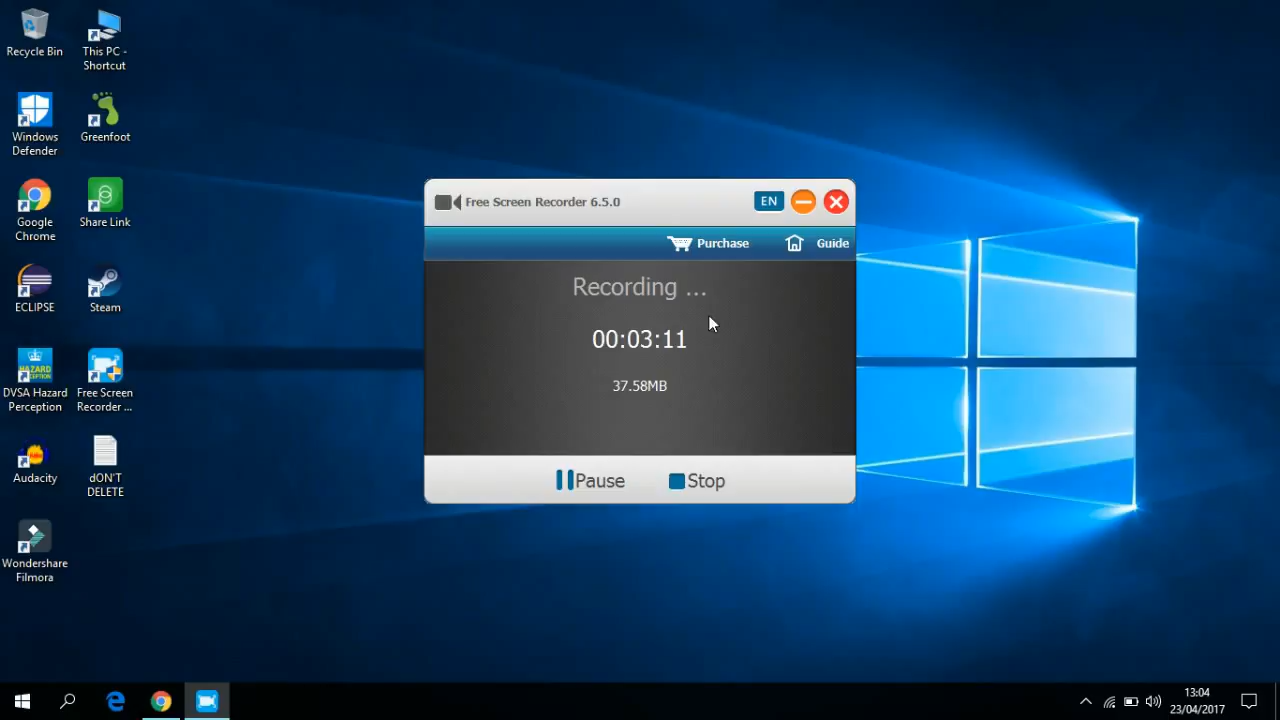 Recycle Bin
This PC -
Shortcut
Windows
Defender
Greenfoot
Google
Chrome
Share Link
ECLIPSE
Steam
HAZARD
DVSA Hazard
Perception
Free Screen
Recorder ...
Audacity
dON'T
DELETE
Wondershare
Filmora
Free Screen Recorder 6.5.0
EN
Purchase
Guide
Recording ...
00:03:11
37.58MB
Pause
Stop
13:04
23/04/2017